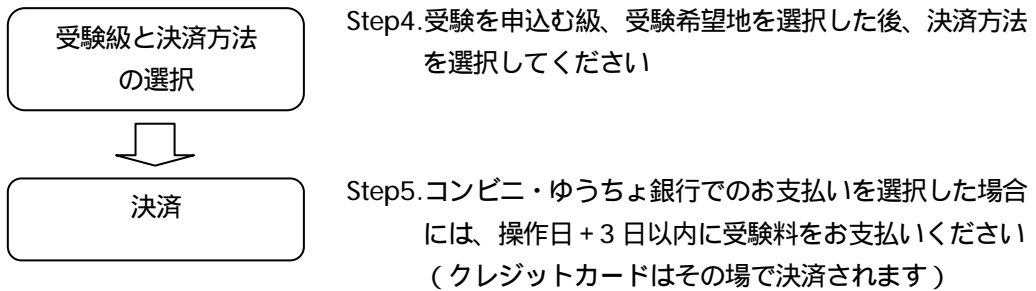 受験級と決済方法
の選択
Step4.受験を申込む級、受験希望地を選択した後、決済方法
を選択してください
決済
Step5.コンビニ・ゆうちょ銀行でのお支払いを選択した場合
には、操作日+3日以内に受験料をお支払いください
(クレジットカードはその場で決済されます)